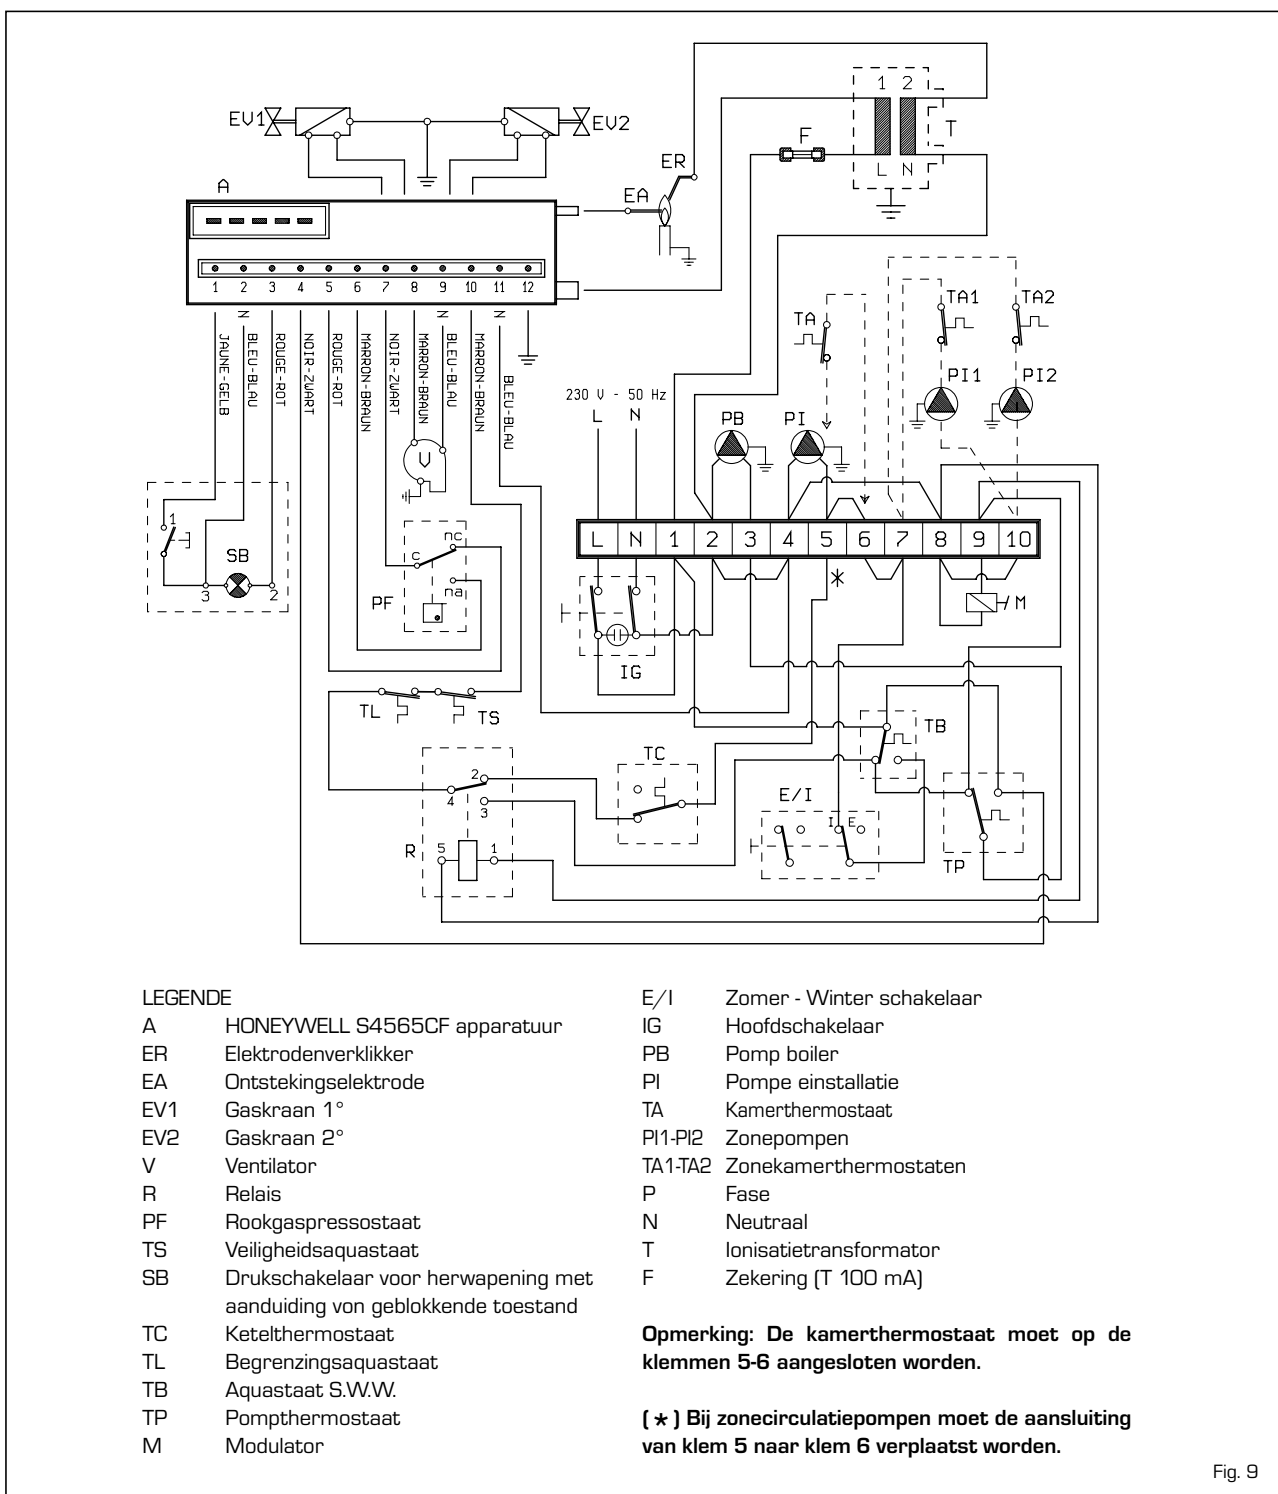 1 2
EV1 EV2
F T
ER
L N
A EA
1 2 3 4 5 6 7 8 9 10 11 12
TA TA1 TA2
N N N
JAUNE-GELB
BLEU-BLAU
ROUGE-ROT
NOIR-ZWART
ROUGE-ROT
MARRON-BRAUN
NOIR-ZWART
MARRON-BRAUN
BLEU-BLAU
MARRON-BRAUN
BLEU-BLAU
PI1 PI2
230 V - 50 Hz
L N
PB PI
V
1
SB
3 2
c nc
na
PF
L N 1 2 3 4 5 6 7 8 9 10
*
M
IG
TL TS
TB
TC
2
4 3
E/I
I E
R 5 1
TP
LEGENDE
A HONEYWELL S4565CF apparatuur
ER Elektrodenverklikker
EA Ontstekingselektrode
EV1 Gaskraan 1°
EV2 Gaskraan 2°
V Ventilator
R Relais
PF Rookgaspressostaat
TS Veiligheidsaquastaat
SB Drukschakelaar voor herwapening met
aanduiding von geblokkende toestand
TC Ketelthermostaat
TL Begrenzingsaquastaat
TB Aquastaat S.W.W.
TP Pompthermostaat
M Modulator
E/I Zomer - Winter schakelaar
IG Hoofdschakelaar
PB Pomp boiler
PI Pompe einstallatie
TA Kamerthermostaat
PI1-PI2 Zonepompen
TA1-TA2 Zonekamerthermostaten
P Fase
N Neutraal
T Ionisatietransformator
F Zekering (T 100 mA)
Opmerking: De kamerthermostaat moet op de
klemmen 5-6 aangesloten worden.
(*) Bij zonecirculatiepompen moet de aansluiting
van klem 5 naar klem 6 verplaatst worden.
Fig. 9